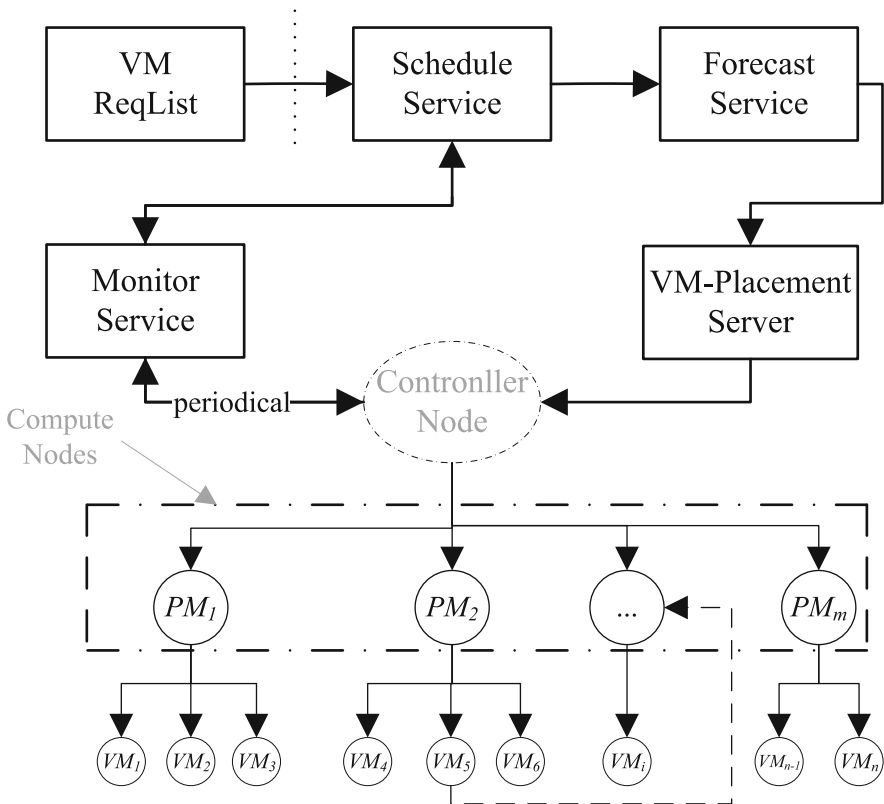 VM
ReqList
Schedule
Service
Forecast
Service
Monitor
Service
VM-Placement
Server
periodical
Contronller
Node
Compute
Nodes
PM1
PM2
...
PMm
VM1
VM2
VM3
VM4
VM5
VM6
VMi
VMn-1
VMn